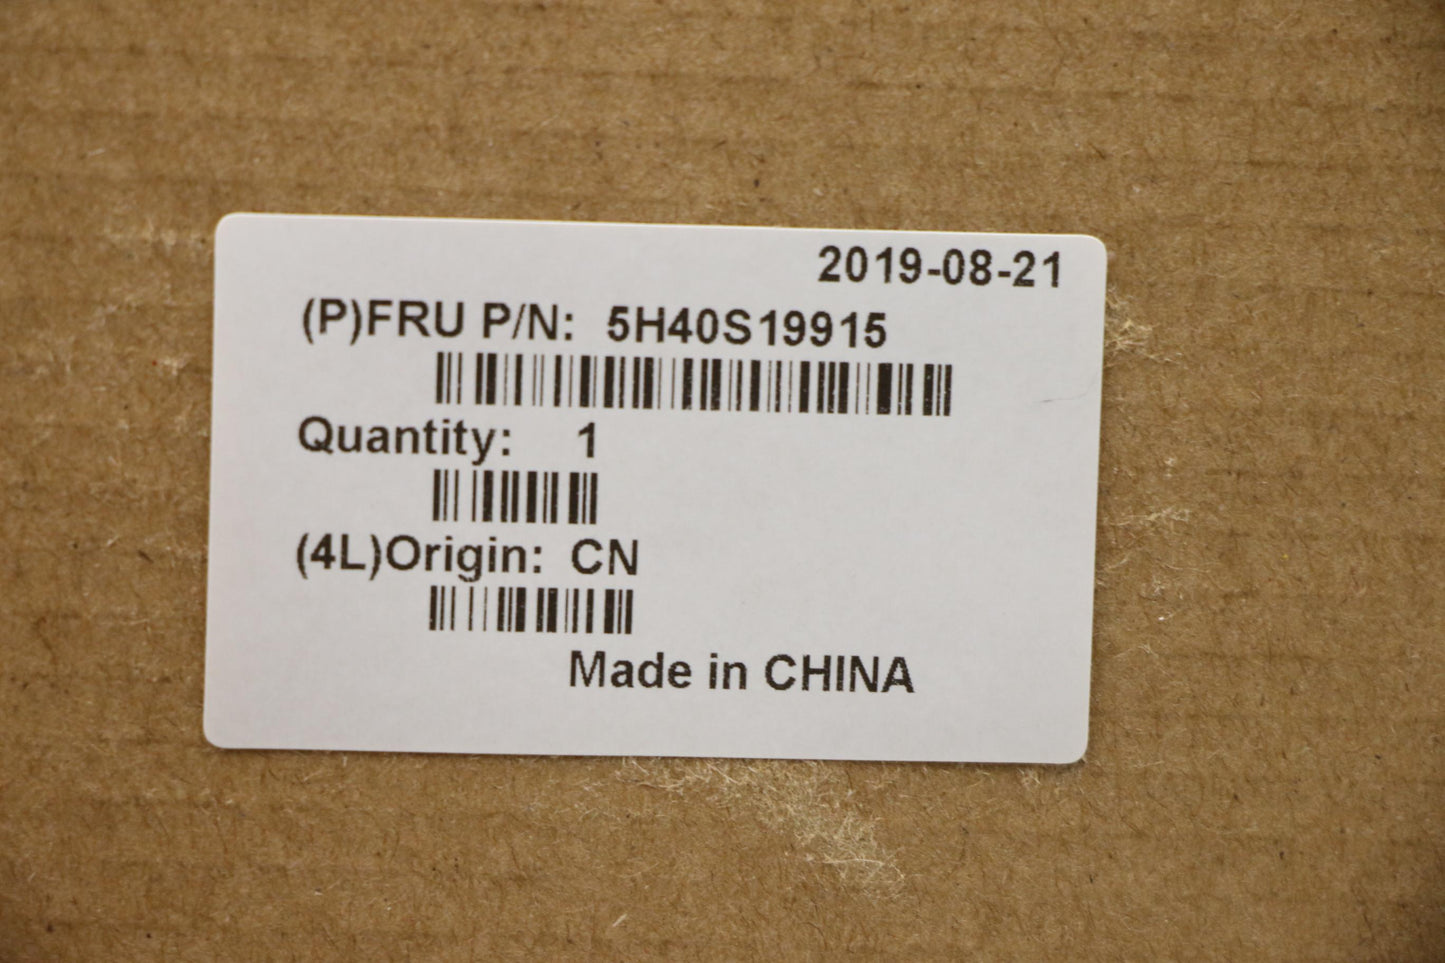 2019-08-21
(P)FRU P/N: 5H40S19915
Quantity: 1
(4L)Origin: CN
Made in CHINA